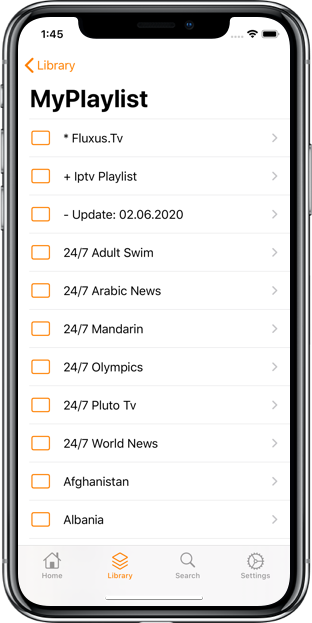 1:45
Library
MyPlaylist
* Fluxus.Tv
+ Iptv Playlist
- Update: 02.06.2020
24/7 Adult Swim
24/7 Arabic News
24/7 Mandarin
24/7 Olympics
24/7 Pluto Tv
24/7 World News
Afghanistan
Albania
Home Library Search Settings